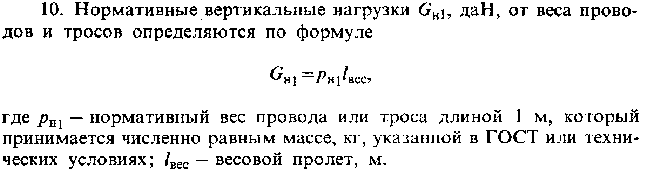 10. Нормативные вертикальные нагрузки Gн1, даН, от веса прово-
дов и тросов определяются по формуле
Gн1=pн1lвес,
где pн1 — нормативный вес провода или троса длиной 1 м, который
принимается численно равным массе, кг, указанной в ГОСТ или техни-
ческих условиях; lвес — весовой пролет, м.